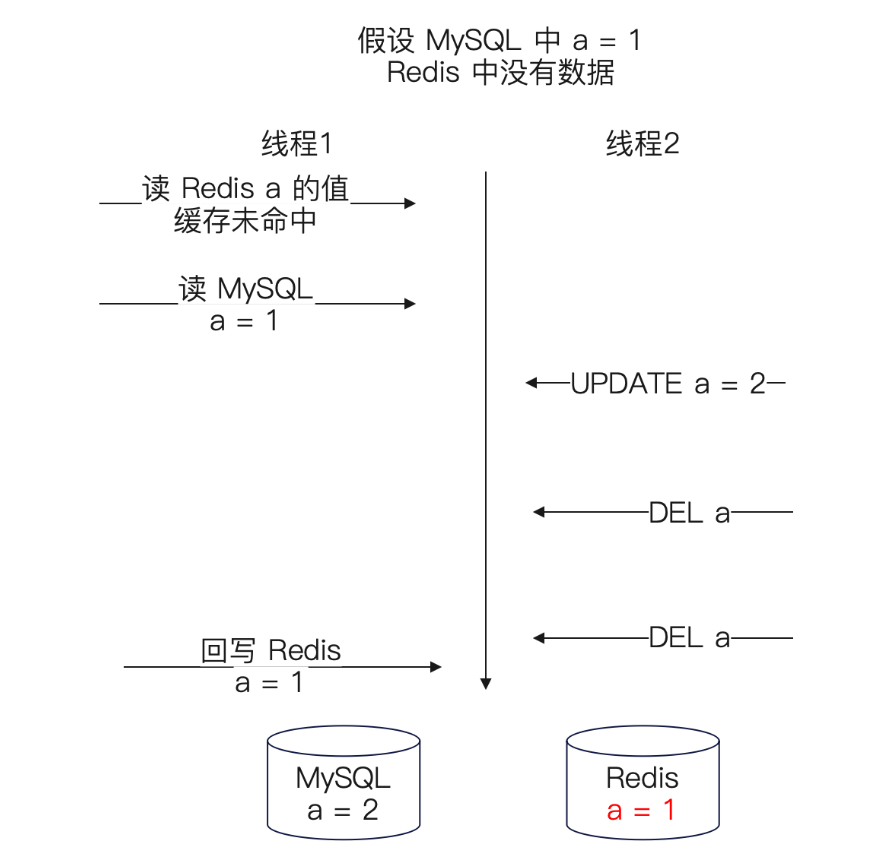 假设 MySQL 中 a = 1
Redis 中没有数据
线程1
线程2
读 Redis a 的值
缓存未命中
读 MySQL
a = 1
UPDATE a = 2
DEL a
DEL a
回写 Redis
a = 1
MySQL
a = 2
Redis
a = 1